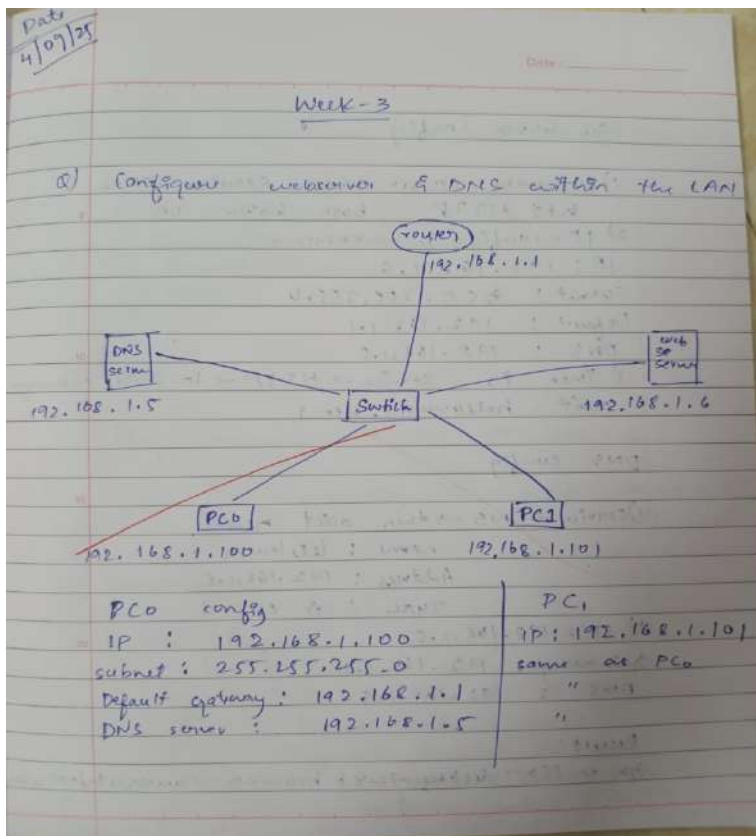 Date
4/09/25
Date:
Week - 3
Q) Configure webserver & DNS within the LAN
router
192.168.1.1
DNS
192.168.1.5
Switch
web
192.168.1.6
PC0
PC1
192.168.1.100
192.168.1.101
PC0 config
IP : 192.168.1.100
subnet : 255.255.255.0
Default gateway : 192.168.1.1
DNS server : 192.168.1.5
PC1
IP : 192.168.1.101
same as PC0
"
"